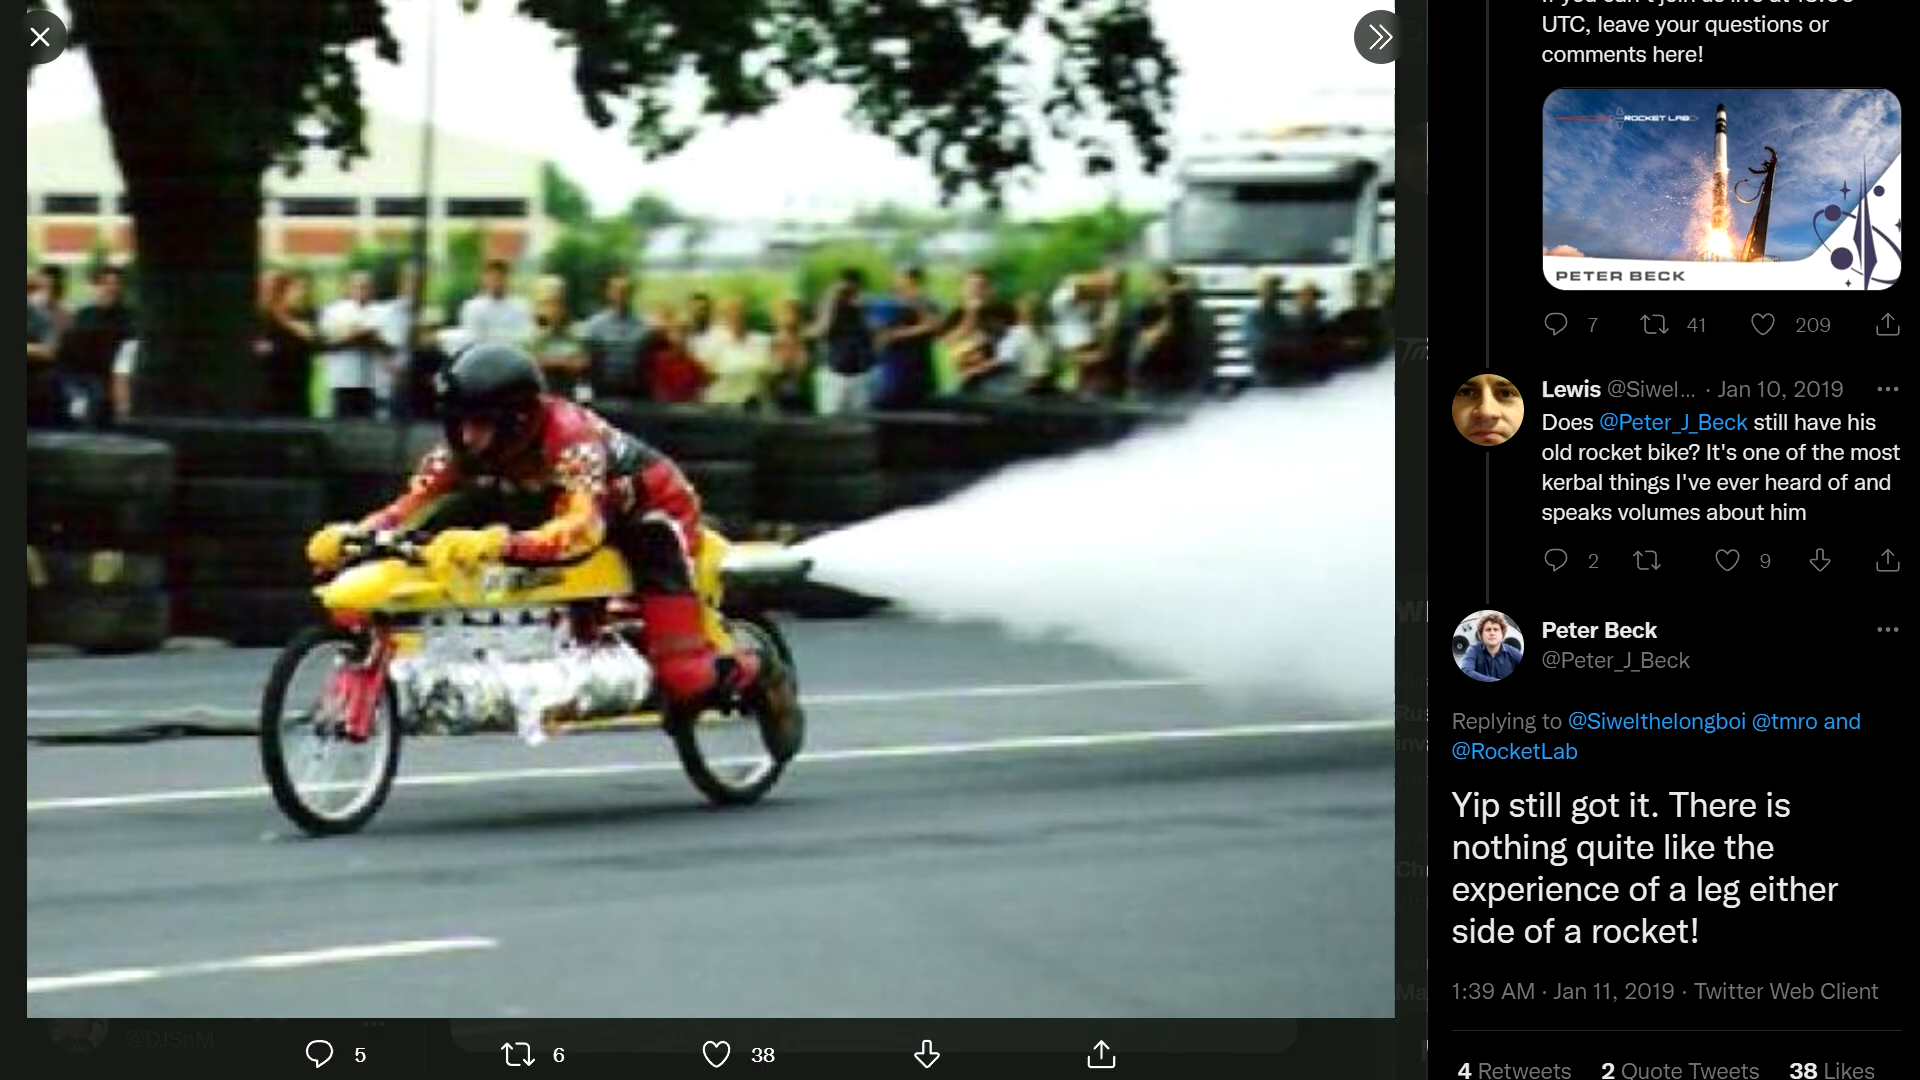 UTC, leave your questions or
comments here!
ROCKET LAB
PETER BECK
7 41 209
Lewis @Siwel... · Jan 10, 2019
Does @Peter_J_Beck still have his
old rocket bike? It's one of the most
kerbal things I've ever heard of and
speaks volumes about him
2 9
Peter Beck
@Peter_J_Beck
Replying to @Siwelthelongboi @tmro and
@RocketLab
Yip still got it. There is
nothing quite like the
experience of a leg either
side of a rocket!
1:39 AM · Jan 11, 2019 · Twitter Web Client
4 Retweets 2 Quote Tweets 38 Likes
@DJSnM
5 6 38